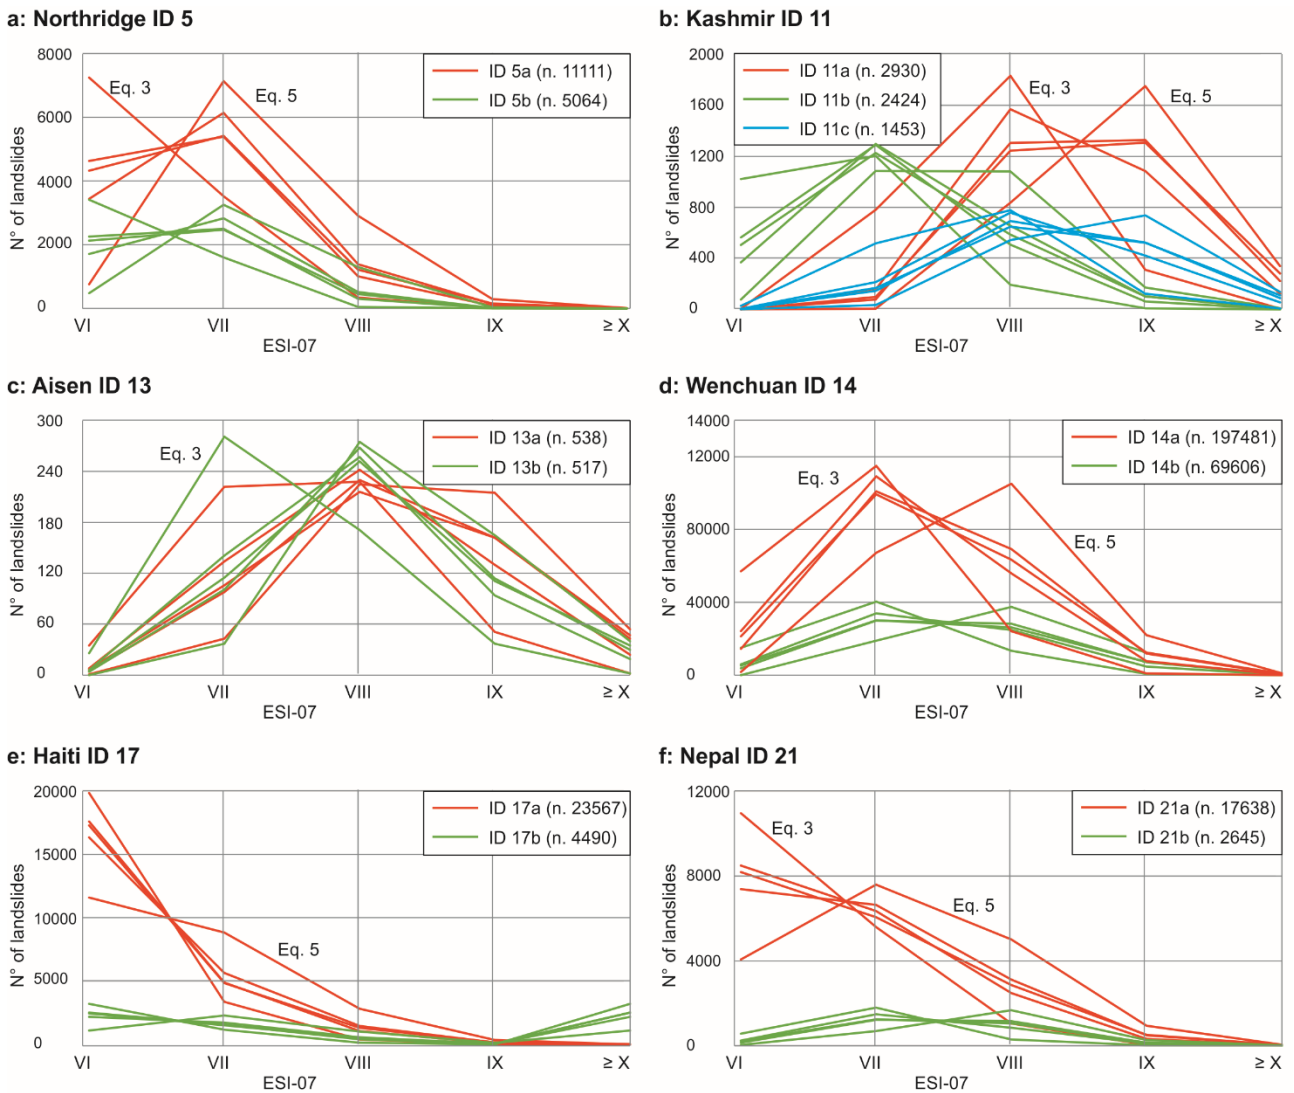 a: Northridge ID 5
8000
6000
4000
2000
0
N° of landslides
Eq. 3
Eq. 5
ID 5a (n. 11111)
ID 5b (n. 5064)
VI VII VIII IX ≥ X
ESI-07
b: Kashmir ID 11
2000
1600
1200
800
400
0
N° of landslides
ID 11a (n. 2930)
ID 11b (n. 2424)
ID 11c (n. 1453)
Eq. 3
Eq. 5
VI VII VIII IX ≥ X
ESI-07
c: Aisen ID 13
300
240
180
120
60
0
N° of landslides
Eq. 3
ID 13a (n. 538)
ID 13b (n. 517)
VI VII VIII IX ≥ X
ESI-07
d: Wenchuan ID 14
14000
12000
80000
40000
0
N° of landslides
Eq. 3
Eq. 5
ID 14a (n. 197481)
ID 14b (n. 69606)
VI VII VIII IX ≥ X
ESI-07
e: Haiti ID 17
20000
15000
10000
5000
0
N° of landslides
Eq. 5
ID 17a (n. 23567)
ID 17b (n. 4490)
VI VII VIII IX ≥ X
ESI-07
f: Nepal ID 21
12000
8000
4000
0
N° of landslides
Eq. 3
Eq. 5
ID 21a (n. 17638)
ID 21b (n. 2645)
VI VII VIII IX ≥ X
ESI-07